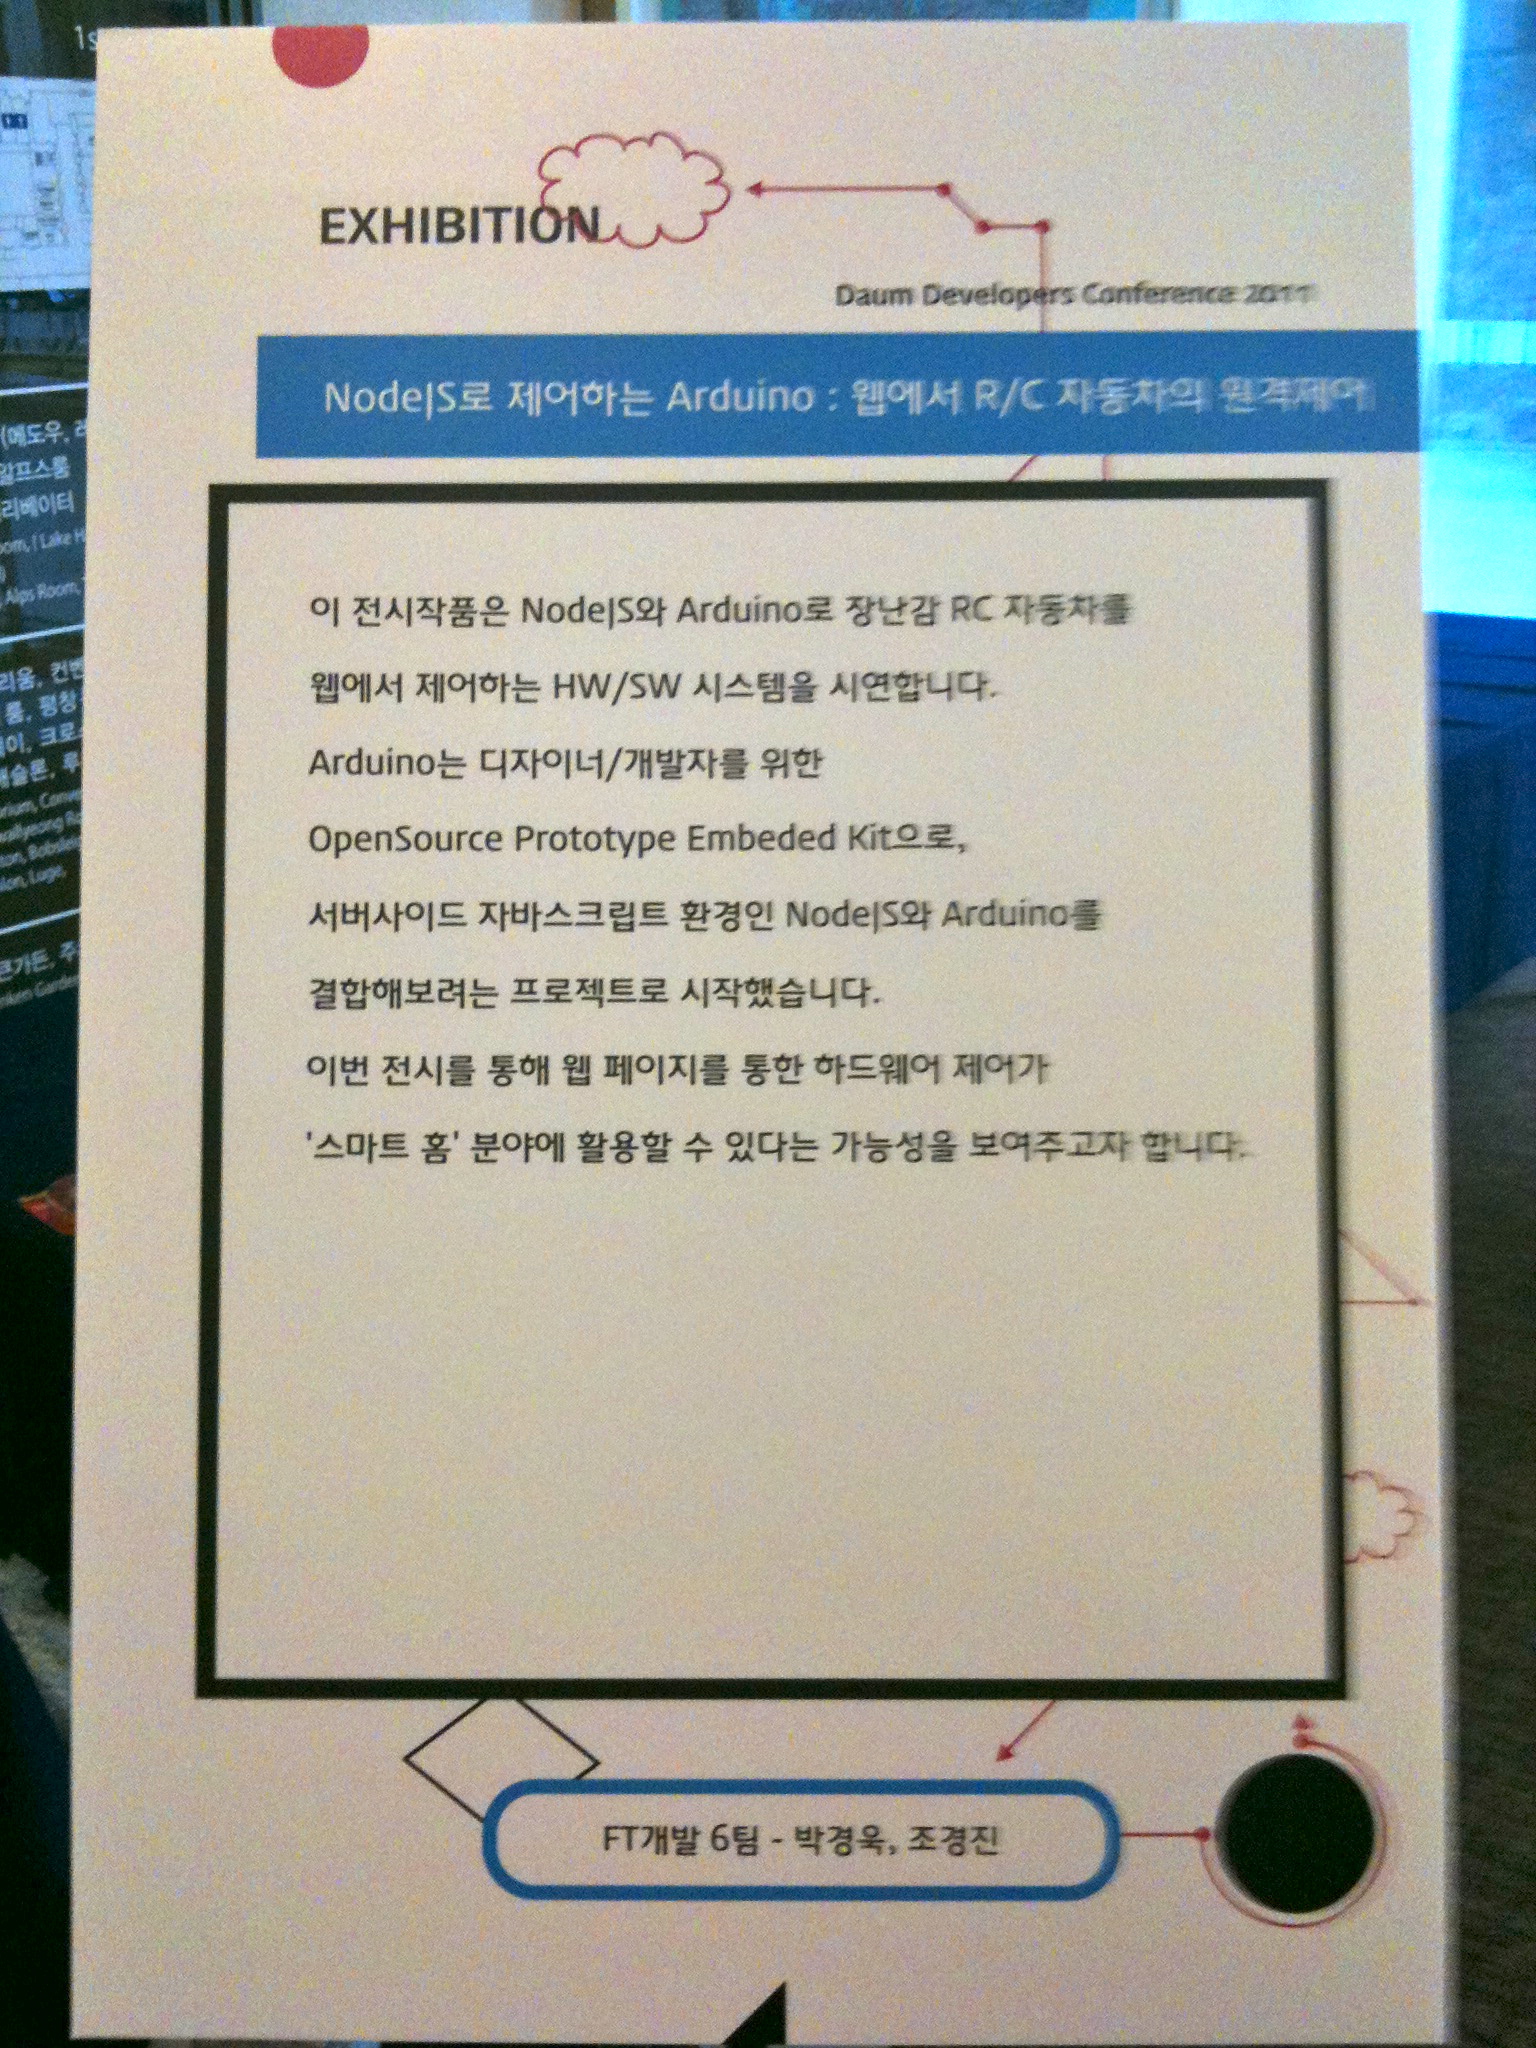 EXHIBITION
Daum Developers Conference 2011
NodeJS로 제어하는 Arduino : 웹에서 R/C 자동차의 원격제어
이 전시작품은 NodeJS와 Arduino로 장난감 RC 자동차를
웹에서 제어하는 HW/SW 시스템을 시연합니다.
Arduino는 디자이너/개발자를 위한
OpenSource Prototype Embeded Kit으로,
서버사이드 자바스크립트 환경인 NodeJS와 Arduino를
결합해보려는 프로젝트로 시작했습니다.
이번 전시를 통해 웹 페이지를 통한 하드웨어 제어가
'스마트 홈' 분야에 활용할 수 있다는 가능성을 보여주고자 합니다.
FT개발 6팀 - 박경욱, 조경진
알프스룸
Alps Room,